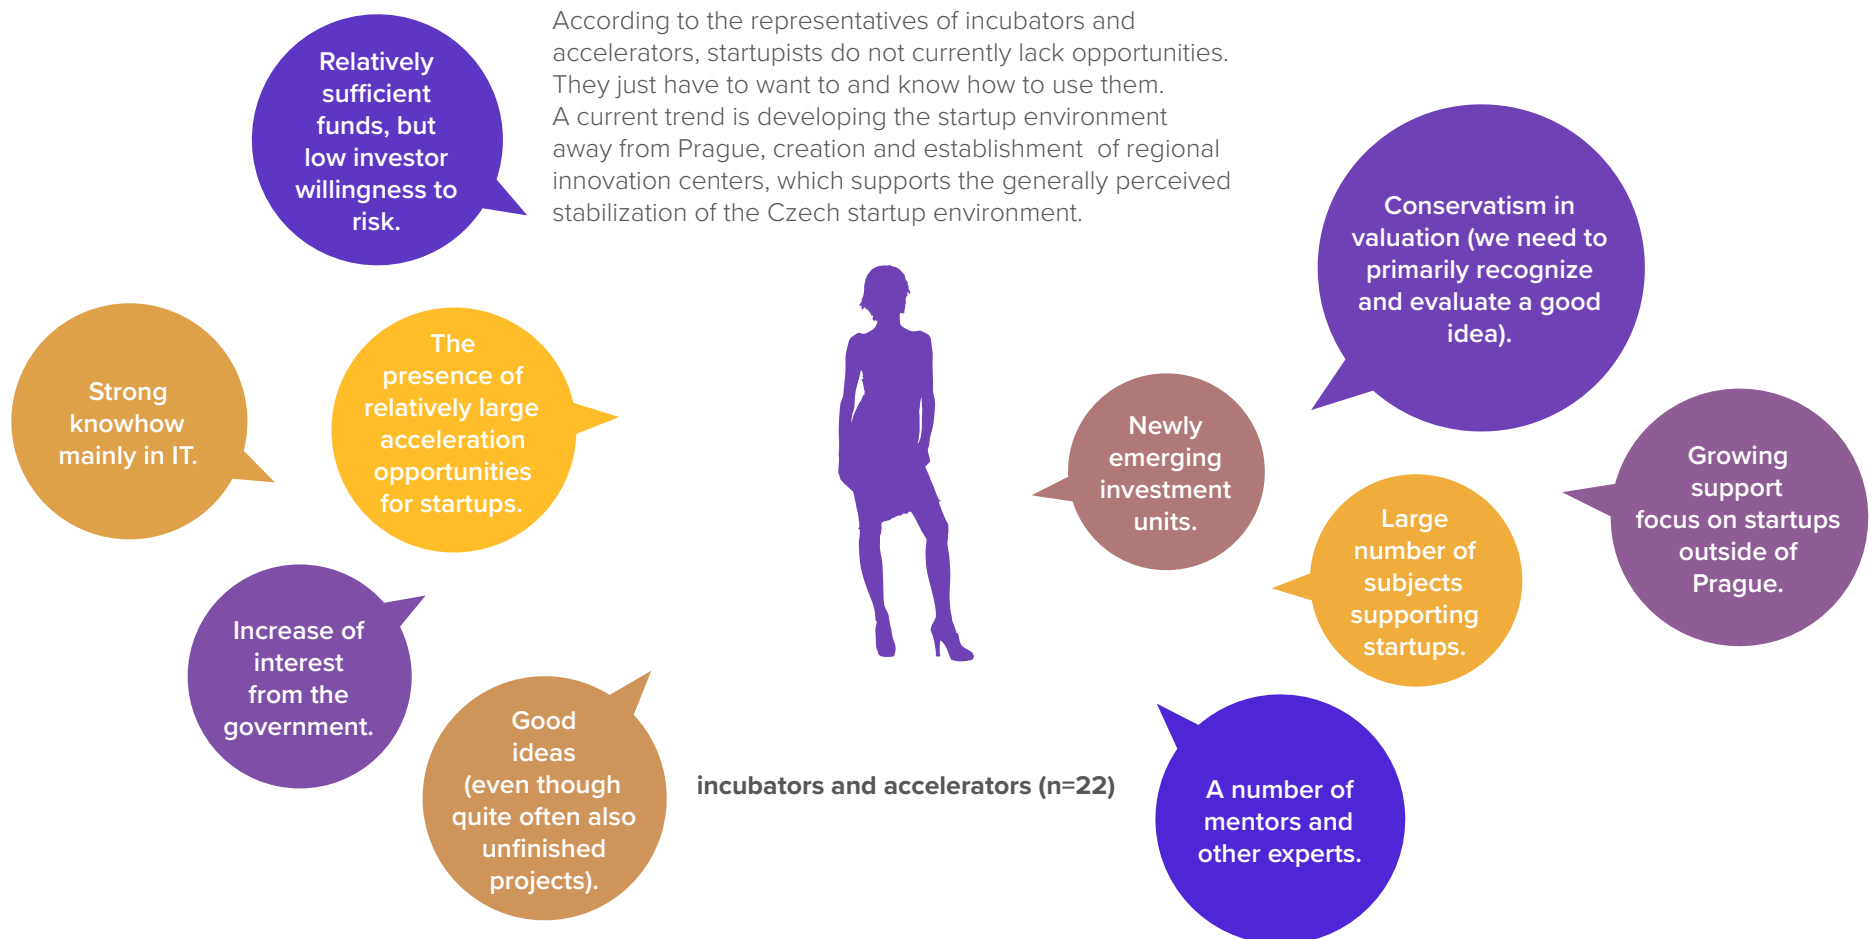 According to the representatives of incubators and
accelerators, startupists do not currently lack opportunities.
They just have to want to and know how to use them.
A current trend is developing the startup environment
away from Prague, creation and establishment of regional
innovation centers, which supports the generally perceived
stabilization of the Czech startup environment.
Relatively
sufficient
funds, but
low investor
willingness to
risk.
Conservatism in
valuation (we need to
primarily recognize
and evaluate a good
idea).
Strong
knowhow
mainly in IT.
The
presence of
relatively large
acceleration
opportunities
for startups.
Newly
emerging
investment
units.
Growing
support
focus on startups
outside of
Prague.
Large
number of
subjects
supporting
startups.
Increase of
interest
from the
government.
Good
ideas
(even though
quite often also
unfinished
projects).
incubators and accelerators (n=22)
A number of
mentors and
other experts.